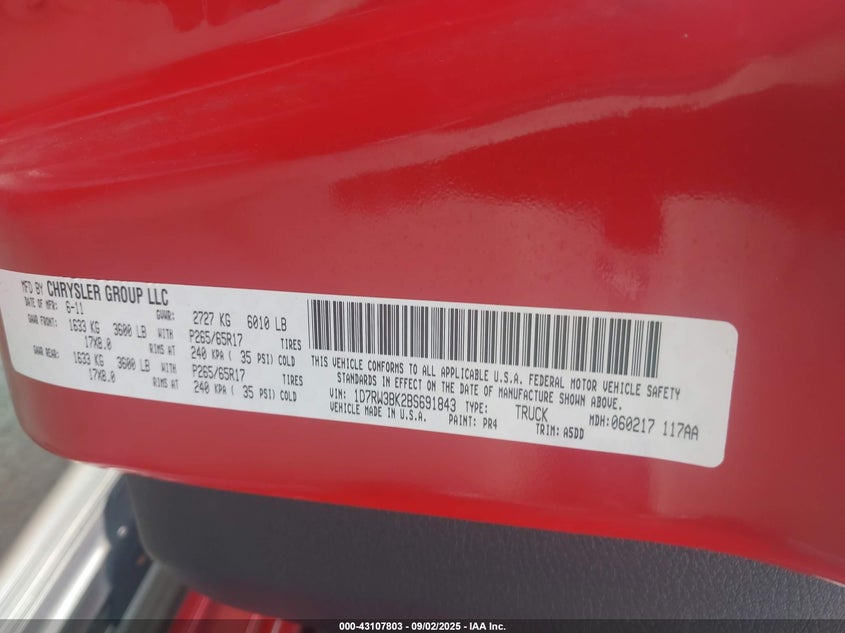 MFD BY CHRYSLER GROUP LLC
DATE OF MFR: 6-11 GVWR: 2727 KG 6010 LB
GAWR FRONT: 1633 KG 3600 LB WITH P265/65R17 TIRES
17X8.0 RIMS AT 240 KPA ( 35 PSI) COLD
GAWR REAR: 1633 KG 3600 LB WITH P265/65R17 TIRES
17X8.0 RIMS AT 240 KPA ( 35 PSI) COLD
THIS VEHICLE CONFORMS TO ALL APPLICABLE U.S.A. FEDERAL MOTOR VEHICLE SAFETY
STANDARDS IN EFFECT ON THE DATE OF MANUFACTURE SHOWN ABOVE.
VIN: 1D7RW3BK2BS691843 TYPE: TRUCK MDH: 060217 117AA
VEHICLE MADE IN U.S.A. PAINT: PR4 TRIM: A5DD
000-43107803 - 09/02/2025 - IAA Inc.